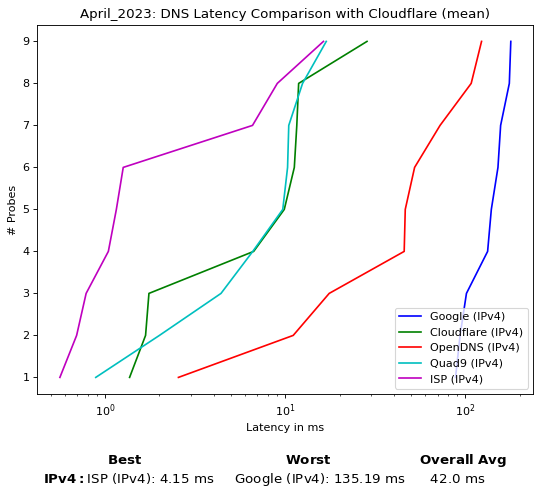 April_2023: DNS Latency Comparison with Cloudflare (mean)
# Probes
9
8
7
6
5
4
3
2
1
Google (IPv4)
Cloudflare (IPv4)
OpenDNS (IPv4)
Quad9 (IPv4)
ISP (IPv4)
10^0 10^1 10^2
Latency in ms
Best Worst Overall Avg
IPv4: ISP (IPv4): 4.15 ms Google (IPv4): 135.19 ms 42.0 ms